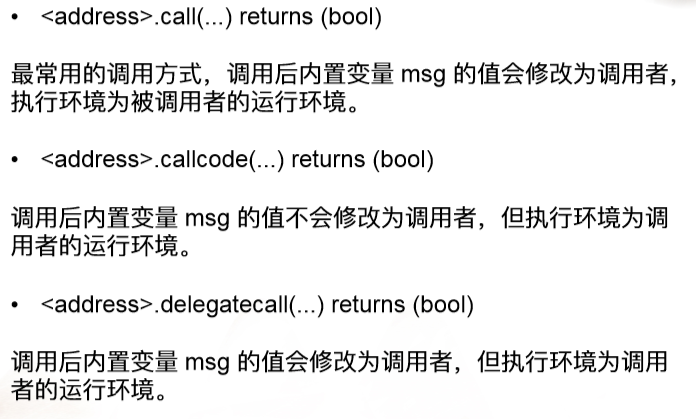 • <address>.call(...) returns (bool)
最常用的调用方式，调用后内置变量 msg 的值会修改为调用者，
执行环境为被调用者的运行环境。
• <address>.callcode(...) returns (bool)
调用后内置变量 msg 的值不会修改为调用者，但执行环境为调
用者的运行环境。
• <address>.delegatecall(...) returns (bool)
调用后内置变量 msg 的值会修改为调用者，但执行环境为调用
者的运行环境。